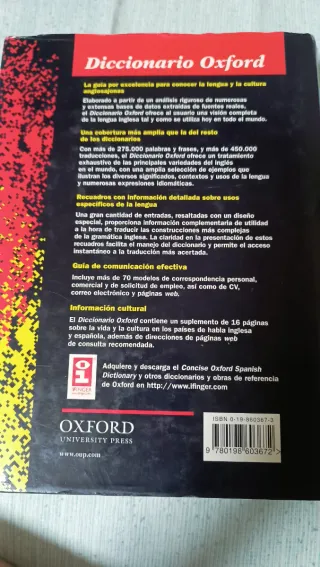 Diccionario Oxford
La guía por excelencia para conocer la lengua y la cultura
anglosajonas
Elaborado a partir de un análisis riguroso de numerosas
y extensas bases de datos extraídas de fuentes reales,
el Diccionario Oxford ofrece al usuario una visión completa
de la lengua inglesa tal y como se utiliza hoy en todo el mundo.
Una cobertura más amplia que la del resto
de los diccionarios
Con más de 275.000 palabras y frases, y más de 450.000
traducciones, el Diccionario Oxford ofrece un tratamiento
exhaustivo de las principales variedades del inglés
en el mundo, con una amplia selección de ejemplos que
ilustran los diversos significados, contextos y usos de la lengua
y numerosas expresiones idiomáticas.
Recuadros con información detallada sobre usos
específicos de la lengua
Una gran cantidad de entradas, resaltadas con un diseño
especial, proporciona información complementaria de utilidad
a la hora de traducir las construcciones más complejas
de la gramática inglesa. La claridad en la presentación de estos
recuadros facilita el manejo del diccionario y permite el acceso
instantáneo a la traducción más acertada.
Guía de comunicación efectiva
Incluye más de 70 modelos de correspondencia personal,
comercial y de solicitud de empleo, así como de CV,
correo electrónico y páginas web.
Información cultural
El Diccionario Oxford contiene un suplemento de 16 páginas
sobre la vida y la cultura en los países de habla inglesa
y española, además de direcciones de páginas web
de consulta recomendada.
Adquiere y descarga el Concise Oxford Spanish
Dictionary y otros diccionarios y obras de referencia
de Oxford en http://www.ifinger.com
IFINGER
OXFORD
UNIVERSITY PRESS
www.oup.com
ISBN 0-19-860367-3
9 780198 603672